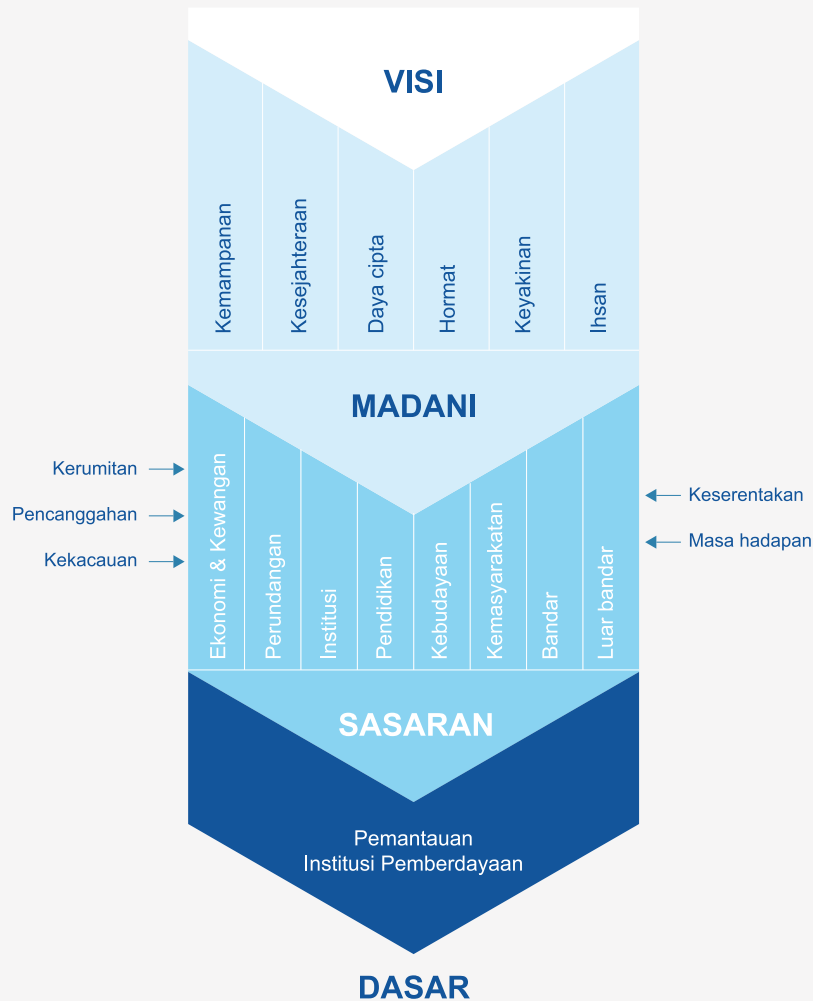 VISI
Kemampanan
Kesejahteraan
Daya cipta
Hormat
Keyakinan
Ihsan
MADANI
Kerumitan
Pencanggahan
Kekacauan
Ekonomi & Kewangan
Perundangan
Institusi
Pendidikan
Kebudayaan
Kemasyarakatan
Bandar
Luar bandar
Keserentakan
Masa hadapan
SASARAN
Pemantauan
Institusi Pemberdayaan
DASAR